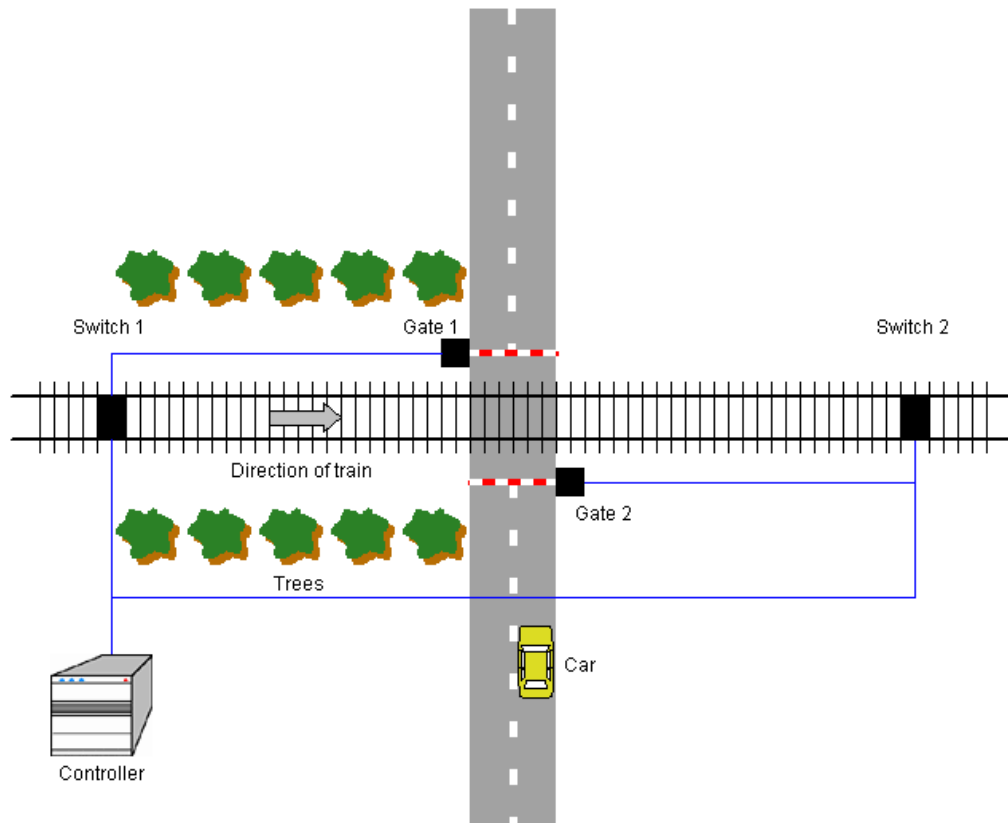 Switch 1
Gate 1
Switch 2
Direction of train
Gate 2
Trees
Car
Controller